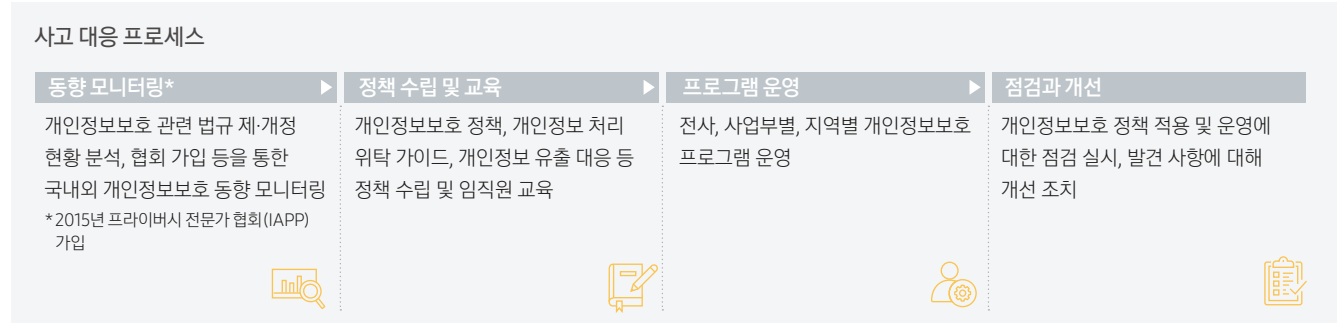 사고 대응 프로세스
동향 모니터링* ▶
개인정보보호 관련 법규 제·개정
현황 분석, 협회 가입 등을 통한
국내외 개인정보보호 동향 모니터링
* 2015년 프라이버시 전문가 협회(IAPP)
가입
정책 수립 및 교육 ▶
개인정보보호 정책, 개인정보 처리
위탁 가이드, 개인정보 유출 대응 등
정책 수립 및 임직원 교육
프로그램 운영 ▶
전사, 사업부별, 지역별 개인정보보호
프로그램 운영
점검과 개선
개인정보보호 정책 적용 및 운영에
대한 점검 실시, 발견 사항에 대해
개선 조치